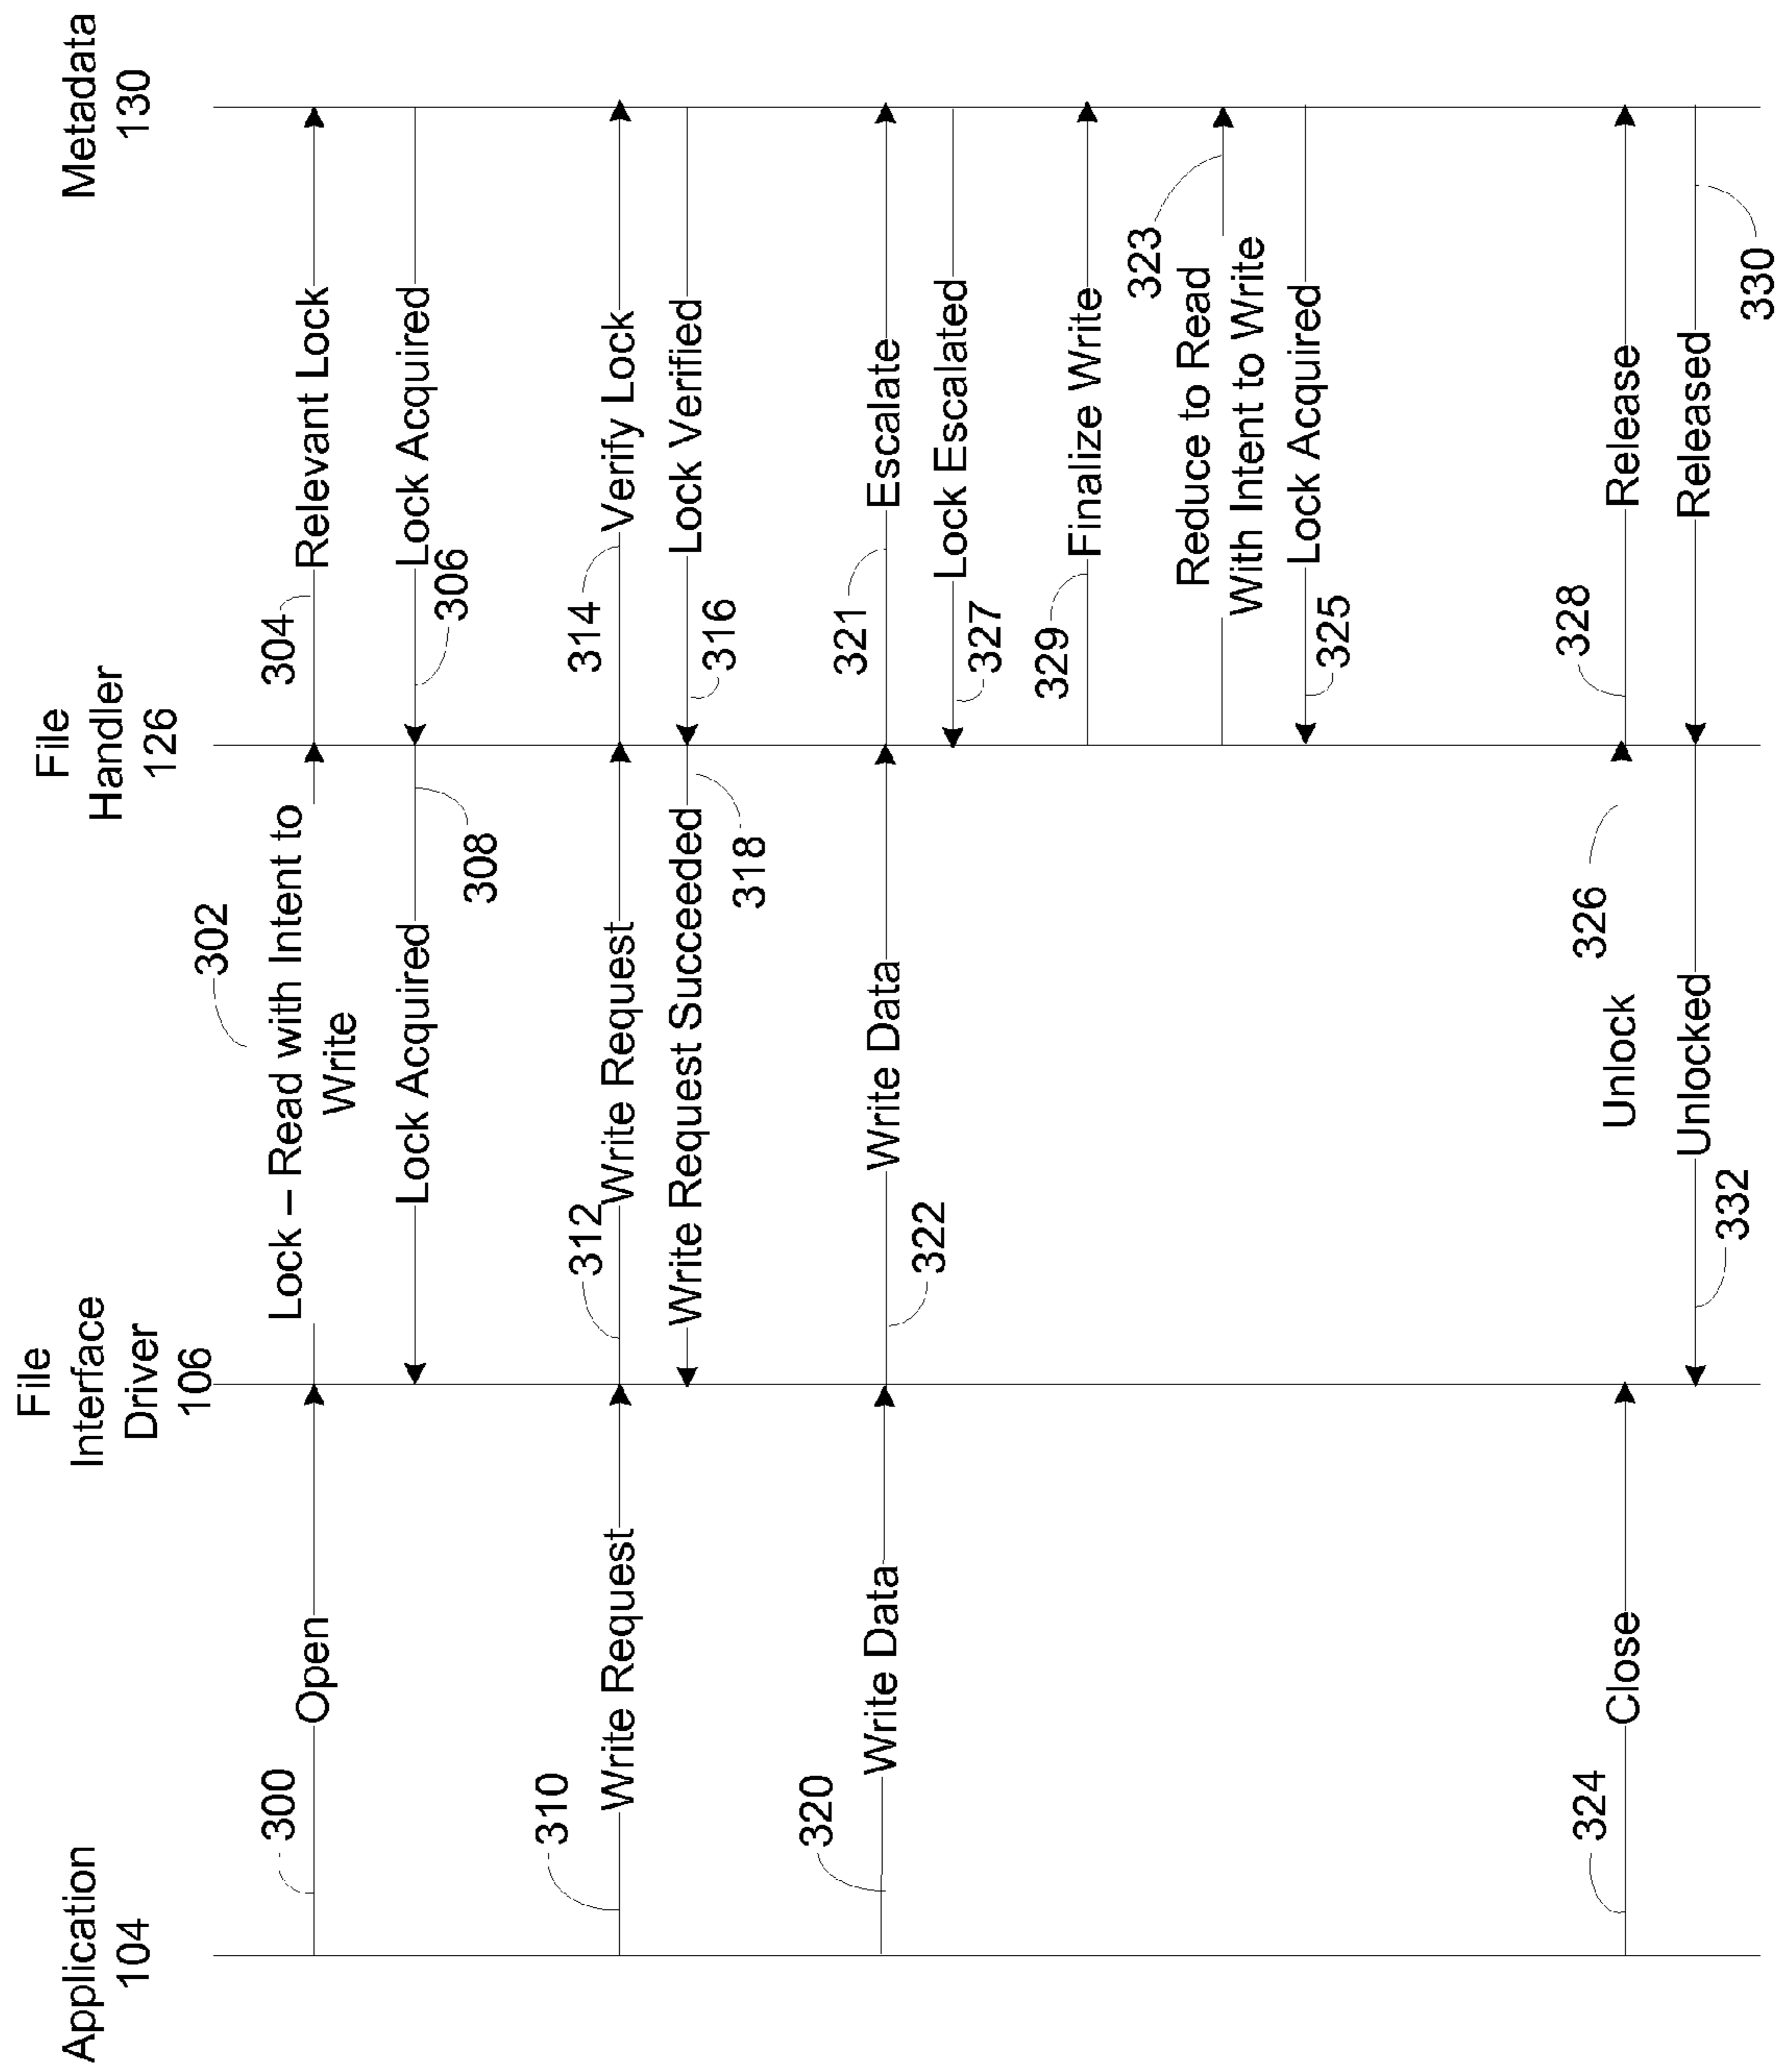 Application
104
File
Interface
Driver
106
File
Handler
126
Metadata
130
300
Open
302
Lock – Read with Intent to
Write
304
Relevant Lock
Lock Acquired
308
Lock Acquired
306
310
Write Request
312
Write Request
314
Verify Lock
Write Request Succeeded
318
Lock Verified
316
320
Write Data
Write Data
322
321
Escalate
Lock Escalated
327
329
Finalize Write
323
Reduce to Read
With Intent to Write
Lock Acquired
325
324
Close
326
Unlock
328
Release
Unlocked
332
Released
330